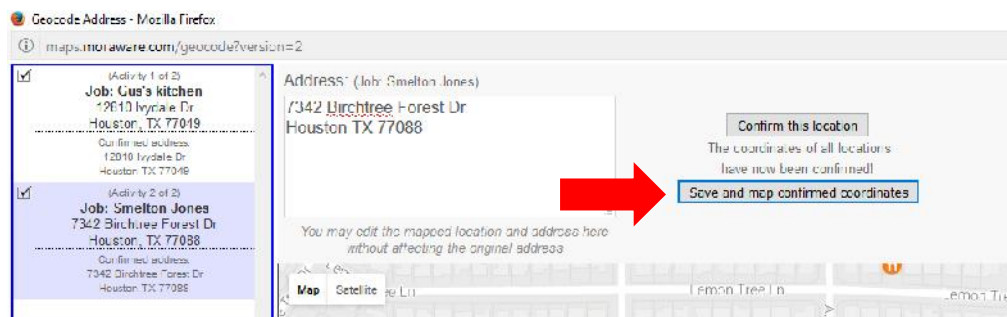 Geocode Address - Mozilla Firefox
maps.moraware.com/geocode?version=2
(Activity 1 of 2)
Job: Gus's kitchen
12610 Ivydale Dr
Houston, TX 77049
Confirmed address:
12610 Ivydale Dr
Houston TX 77049
(Activity 2 of 2)
Job: Smelton Jones
7342 Birchtree Forest Dr
Houston, TX 77088
Confirmed address:
7342 Birchtree Forest Dr
Houston TX 77088
Address: (Job: Smelton Jones)
7342 Birchtree Forest Dr
Houston TX 77088
You may edit the mapped location and address here
without affecting the original address
Confirm this location
The coordinates of all locations
have now been confirmed!
Save and map confirmed coordinates
Map Satellite
Lemon Tree Ln